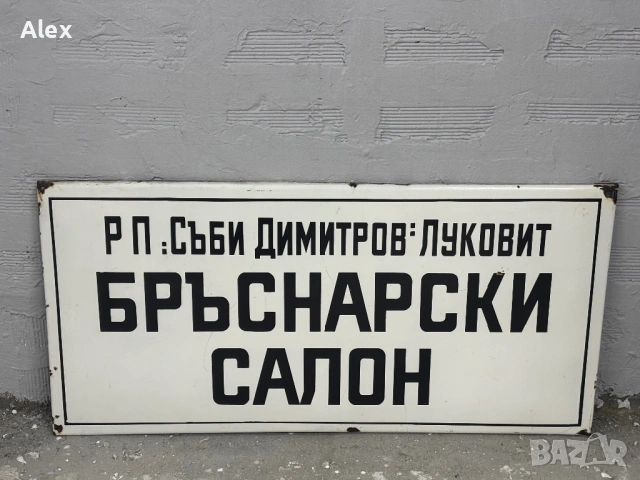 Alex
Р П „СЪБИ ДИМИТРОВ“ ЛУКОВИТ
БРЪСНАРСКИ
САЛОН
BAZAR